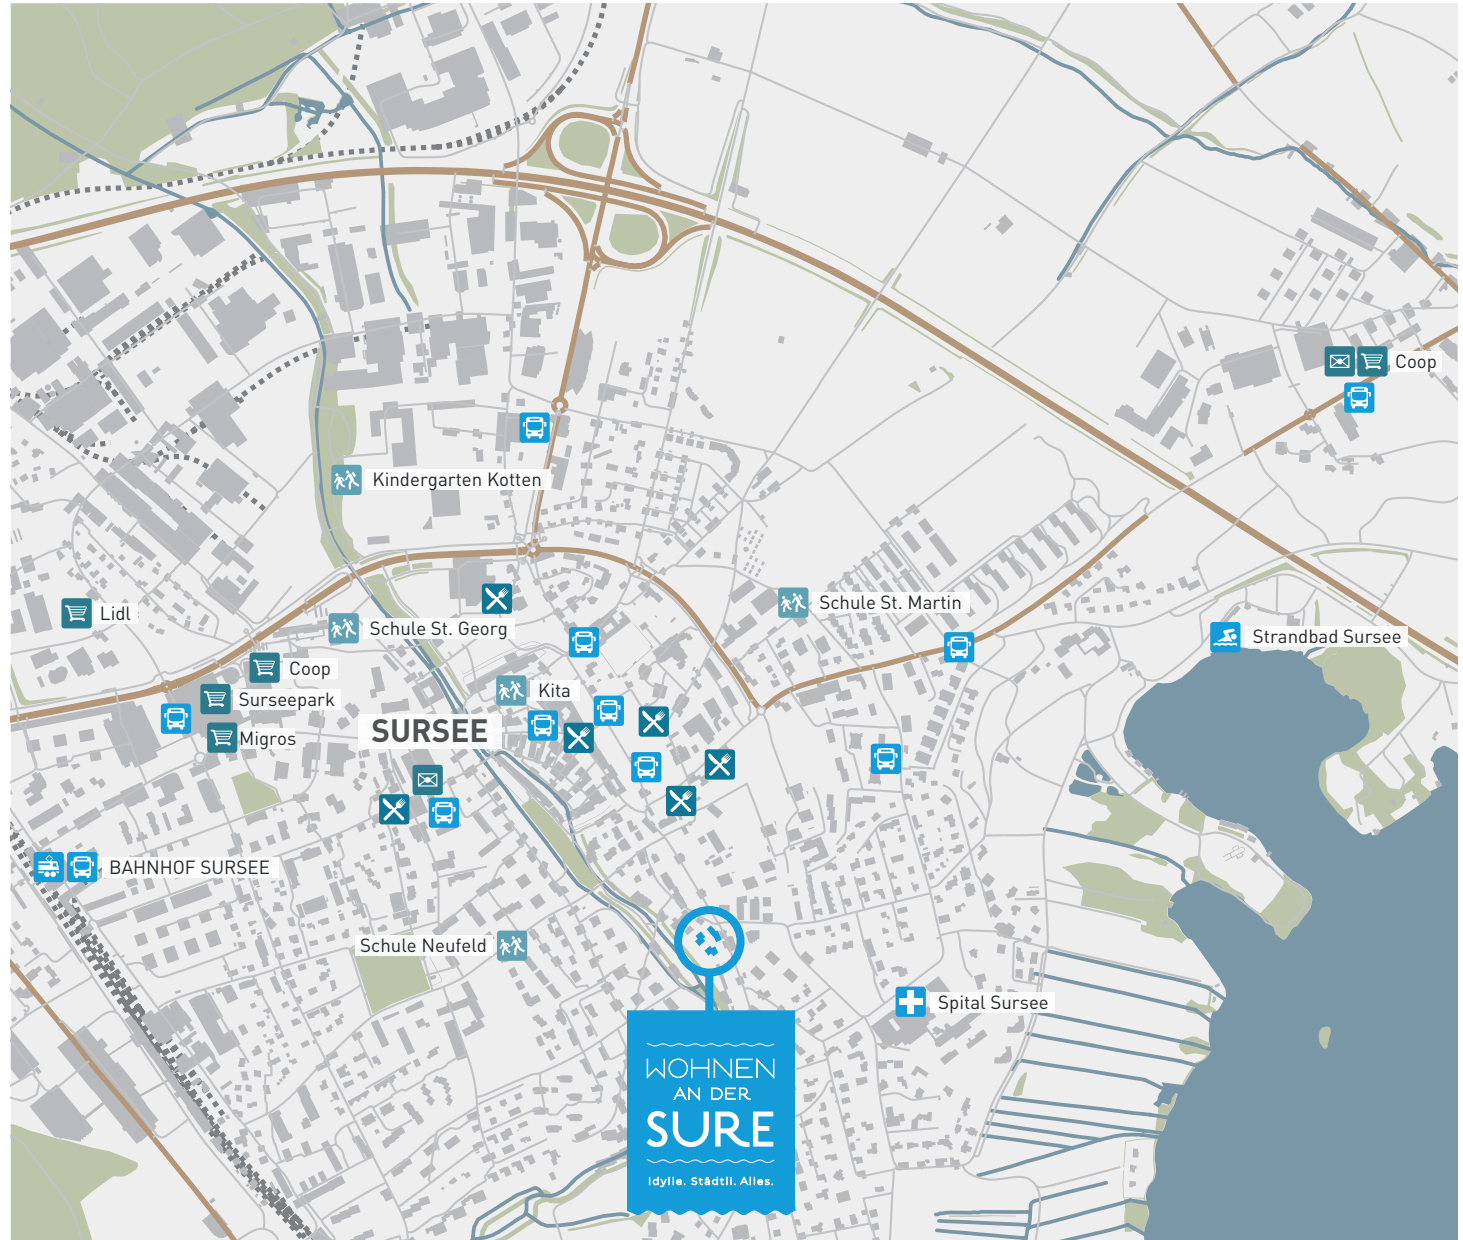 Coop
Kindergarten Kotten
Lidl
Schule St. Georg
Schule St. Martin
Strandbad Sursee
Coop
Surseepark
Kita
Migros
SURSEE
BAHNHOF SURSEE
Schule Neufeld
Spital Sursee
WOHNEN
AN DER
SURE
Idylle. Städtli. Alles.